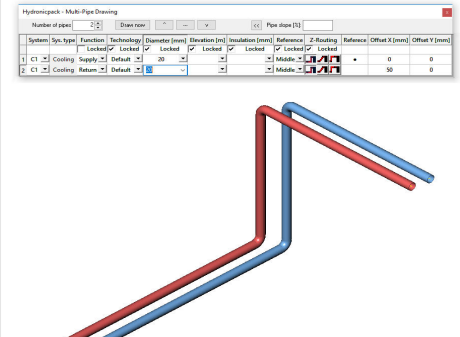 Hydronicpack - Multi-Pipe Drawing x
Number of pipes: 2 Draw now ^ -- v << Pipe slope [%]:
System Sys. type Function Technology Diameter [mm] Elevation [m] Insulation [mm] Reference Z-Routing Referece Offset X [mm] Offset Y [mm]
Locked Locked Locked Locked Locked Locked Locked
1 C1 Cooling Supply Default 20 Middle • 0 0
2 C1 Cooling Return Default 20 Middle 50 0